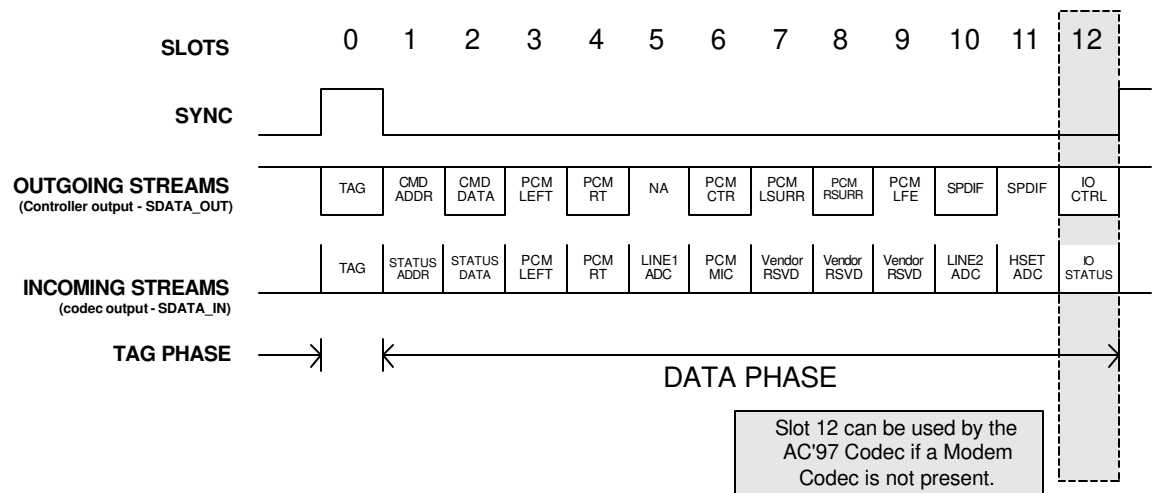 SLOTS 0 1 2 3 4 5 6 7 8 9 10 11 12
SYNC
OUTGOING STREAMS
(Controller output - SDATA_OUT)
TAG
CMD
ADDR
CMD
DATA
PCM
LEFT
PCM
RT
NA
PCM
CTR
PCM
LSURR
PCM
RSURR
PCM
LFE
SPDIF
SPDIF
IO
CTRL
INCOMING STREAMS
(codec output - SDATA_IN)
TAG
STATUS
ADDR
STATUS
DATA
PCM
LEFT
PCM
RT
LINE1
ADC
PCM
MIC
Vendor
RSVD
Vendor
RSVD
Vendor
RSVD
LINE2
ADC
HSET
ADC
IO
STATUS
TAG PHASE
DATA PHASE
Slot 12 can be used by the
AC'97 Codec if a Modem
Codec is not present.